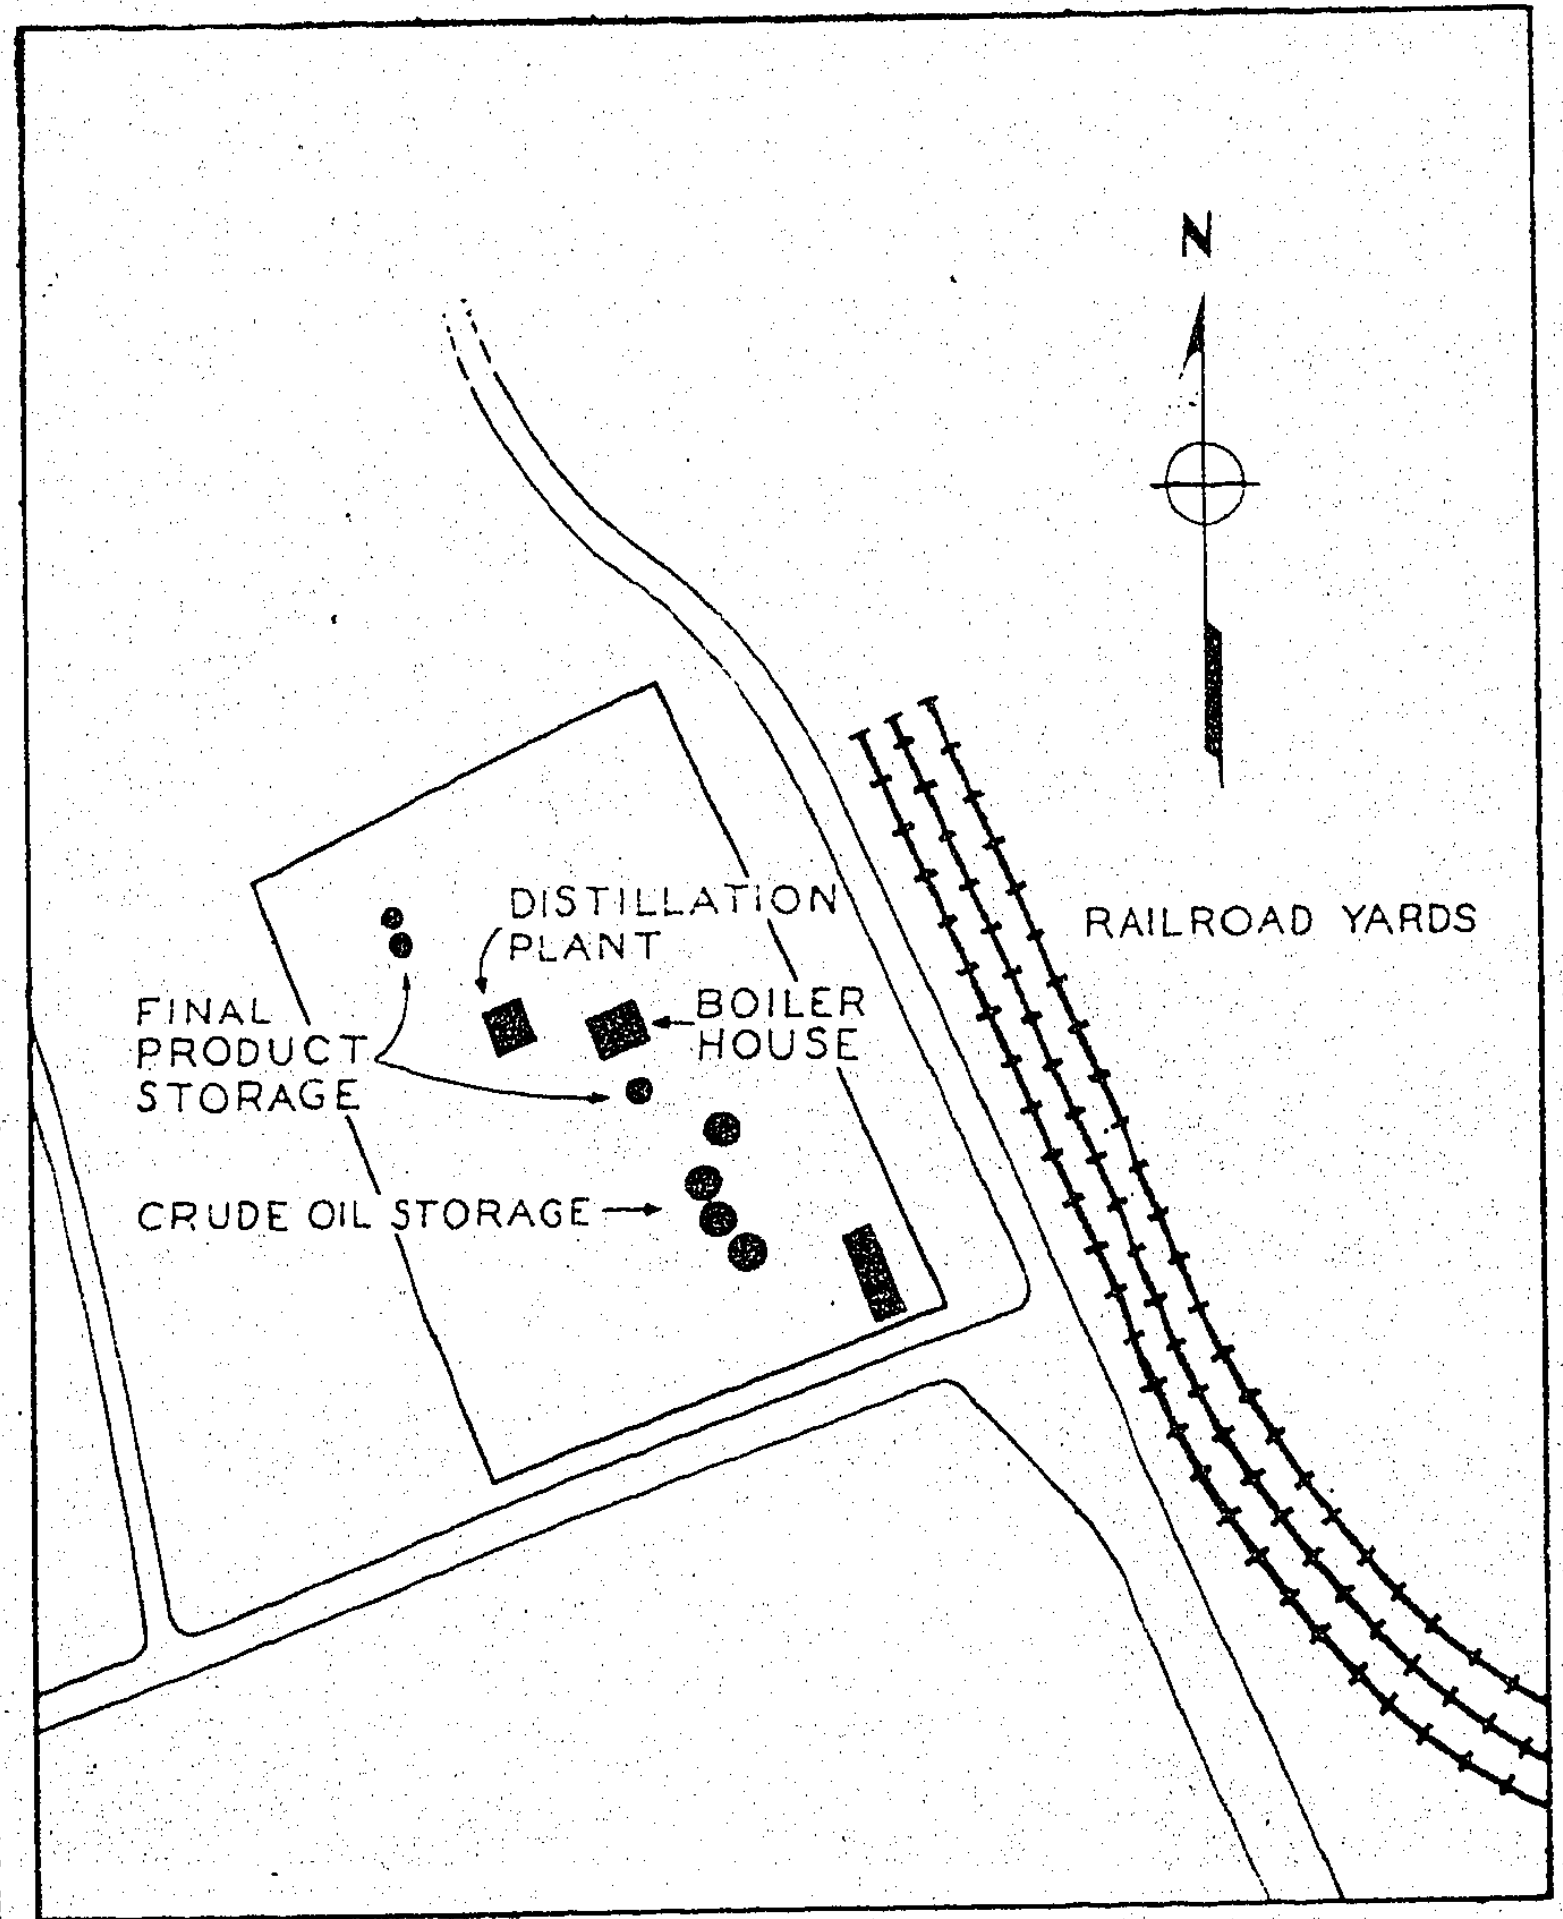 N
DISTILLATION
PLANT
RAILROAD YARDS
FINAL
PRODUCT
STORAGE
BOILER
HOUSE
CRUDE OIL STORAGE